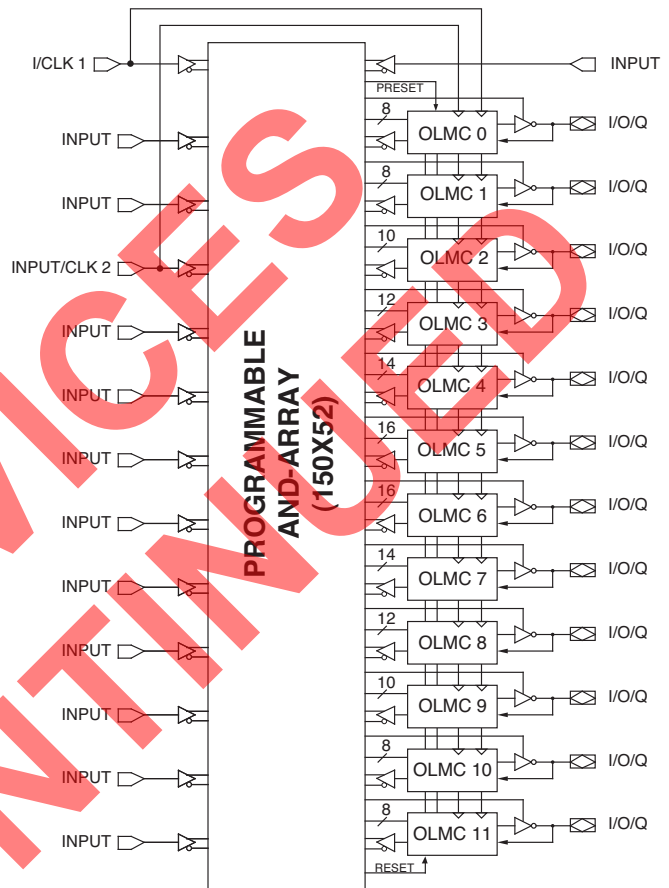 I/CLK 1
INPUT
PRESET
8
OLMC 0
I/O/Q
INPUT
8
OLMC 1
I/O/Q
INPUT
10
OLMC 2
I/O/Q
INPUT/CLK 2
12
OLMC 3
I/O/Q
INPUT
14
OLMC 4
I/O/Q
INPUT
16
OLMC 5
I/O/Q
INPUT
16
OLMC 6
I/O/Q
INPUT
14
OLMC 7
I/O/Q
INPUT
12
OLMC 8
I/O/Q
INPUT
10
OLMC 9
I/O/Q
INPUT
8
OLMC 10
I/O/Q
INPUT
8
OLMC 11
I/O/Q
INPUT
RESET
PROGRAMMABLE
AND-ARRAY
(150X52)
VICES
NTINUED